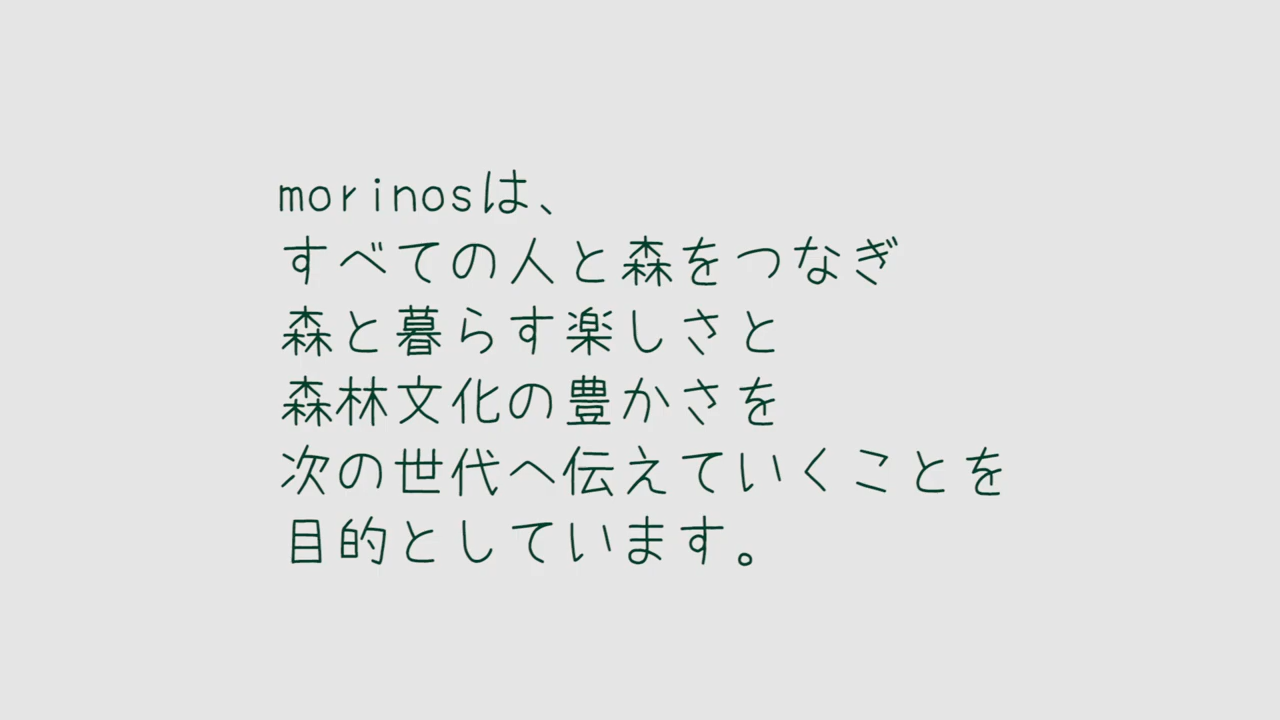 morinosは、
すべての人と森をつなぎ
森と暮らす楽しさと
森林文化の豊かさを
次の世代へ伝えていくことを
目的としています。